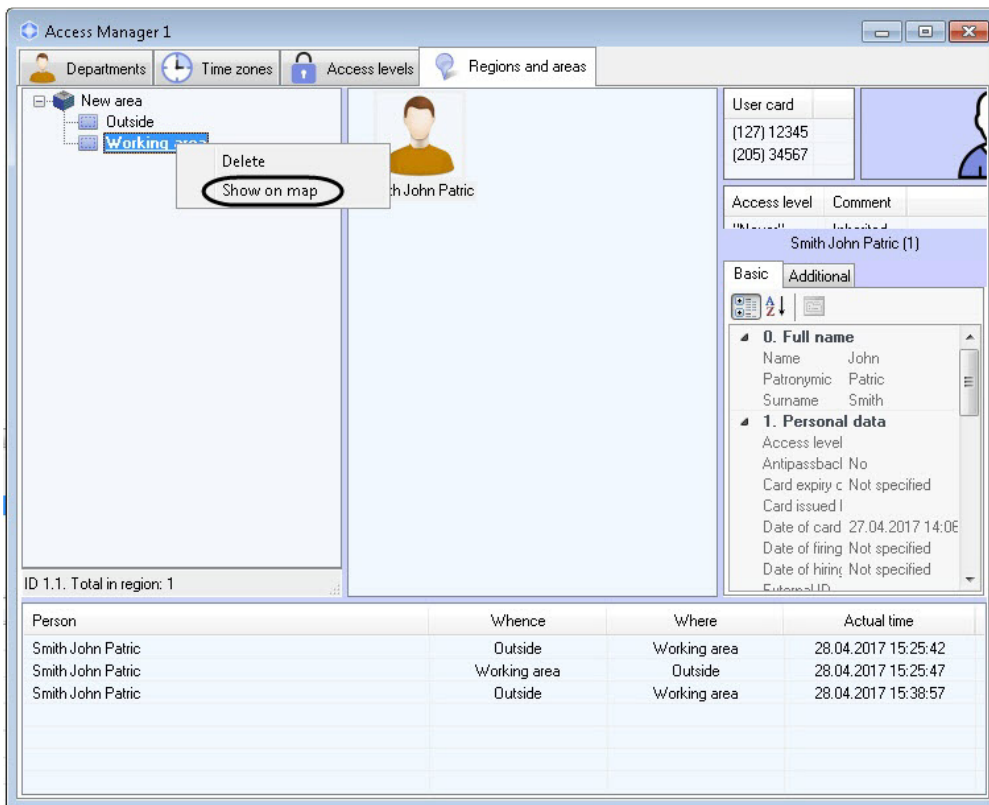 Access Manager 1
Departments Time zones Access levels Regions and areas
New area
Outside
Working area
Delete
Show on map
John Patric
ID 1.1. Total in region: 1
User card
(127) 12345
(205) 34567
Access level Comment
Smith John Patric (1)
Basic Additional
0. Full name
Name John
Patronymic Patric
Surname Smith
1. Personal data
Access level
Antipassbacl No
Card expiry c Not specified
Card issued I
Date of card 27.04.2017 14:06
Date of firing Not specified
Date of hiring Not specified
Person Whence Where Actual time
Smith John Patric Outside Working area 28.04.2017 15:25:42
Smith John Patric Working area Outside 28.04.2017 15:25:47
Smith John Patric Outside Working area 28.04.2017 15:38:57